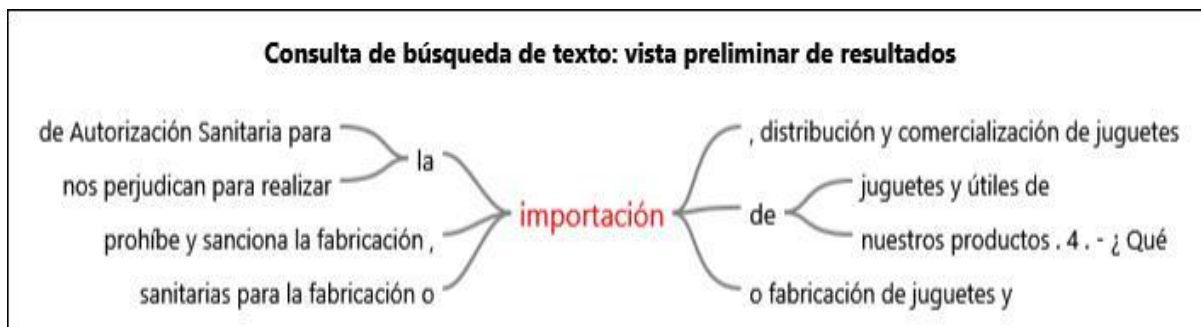 Consulta de búsqueda de texto: vista preliminar de resultados
de Autorización Sanitaria para
nos perjudican para realizar
la
prohíbe y sanciona la fabricación ,
sanitarias para la fabricación o
importación
, distribución y comercialización de juguetes
de
juguetes y útiles de
nuestros productos . 4 . - ¿ Qué
o fabricación de juguetes y